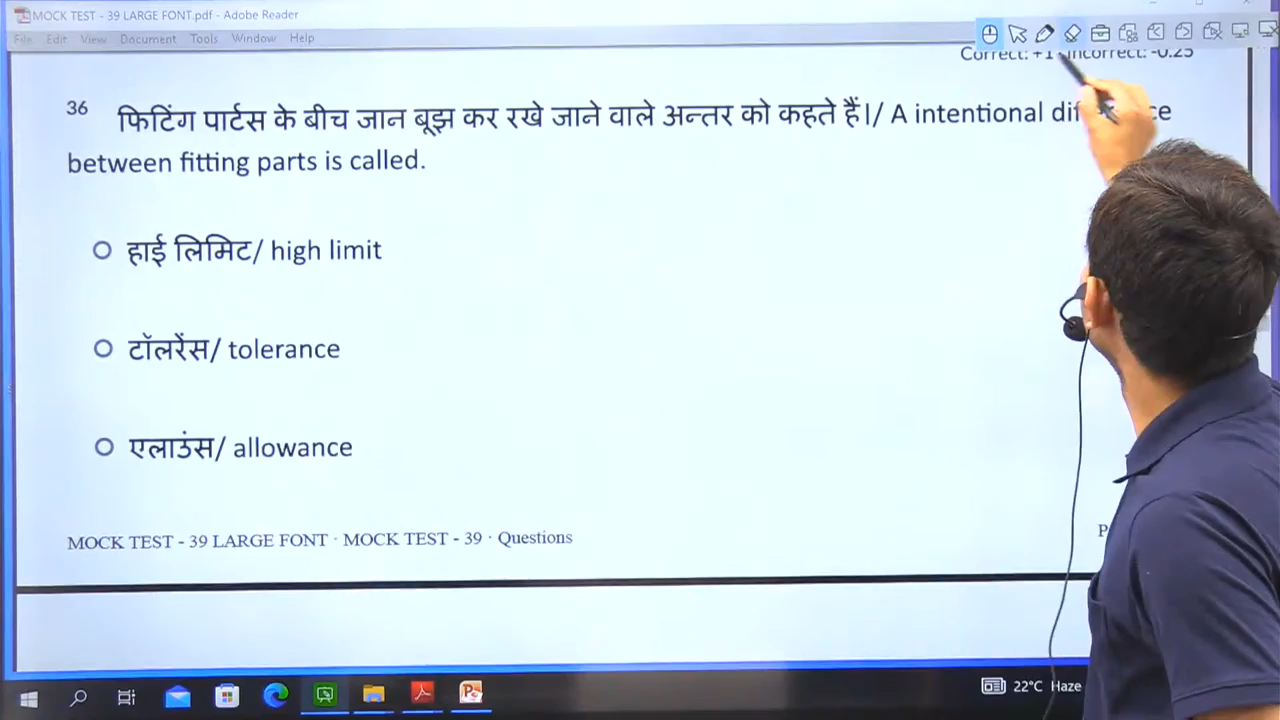 MOCK TEST - 39 LARGE FONT.pdf - Adobe Reader
File Edit View Document Tools Window Help
Correct: +1 Incorrect: -0.25
36 फिटिंग पार्टस के बीच जान बूझ कर रखे जाने वाले अन्तर को कहते हैं।/ A intentional
between fitting parts is called.
हाई लिमिट/ high limit
टॉलरेंस/ tolerance
एलाउंस/ allowance
MOCK TEST - 39 LARGE FONT · MOCK TEST - 39 · Questions
22°C Haze